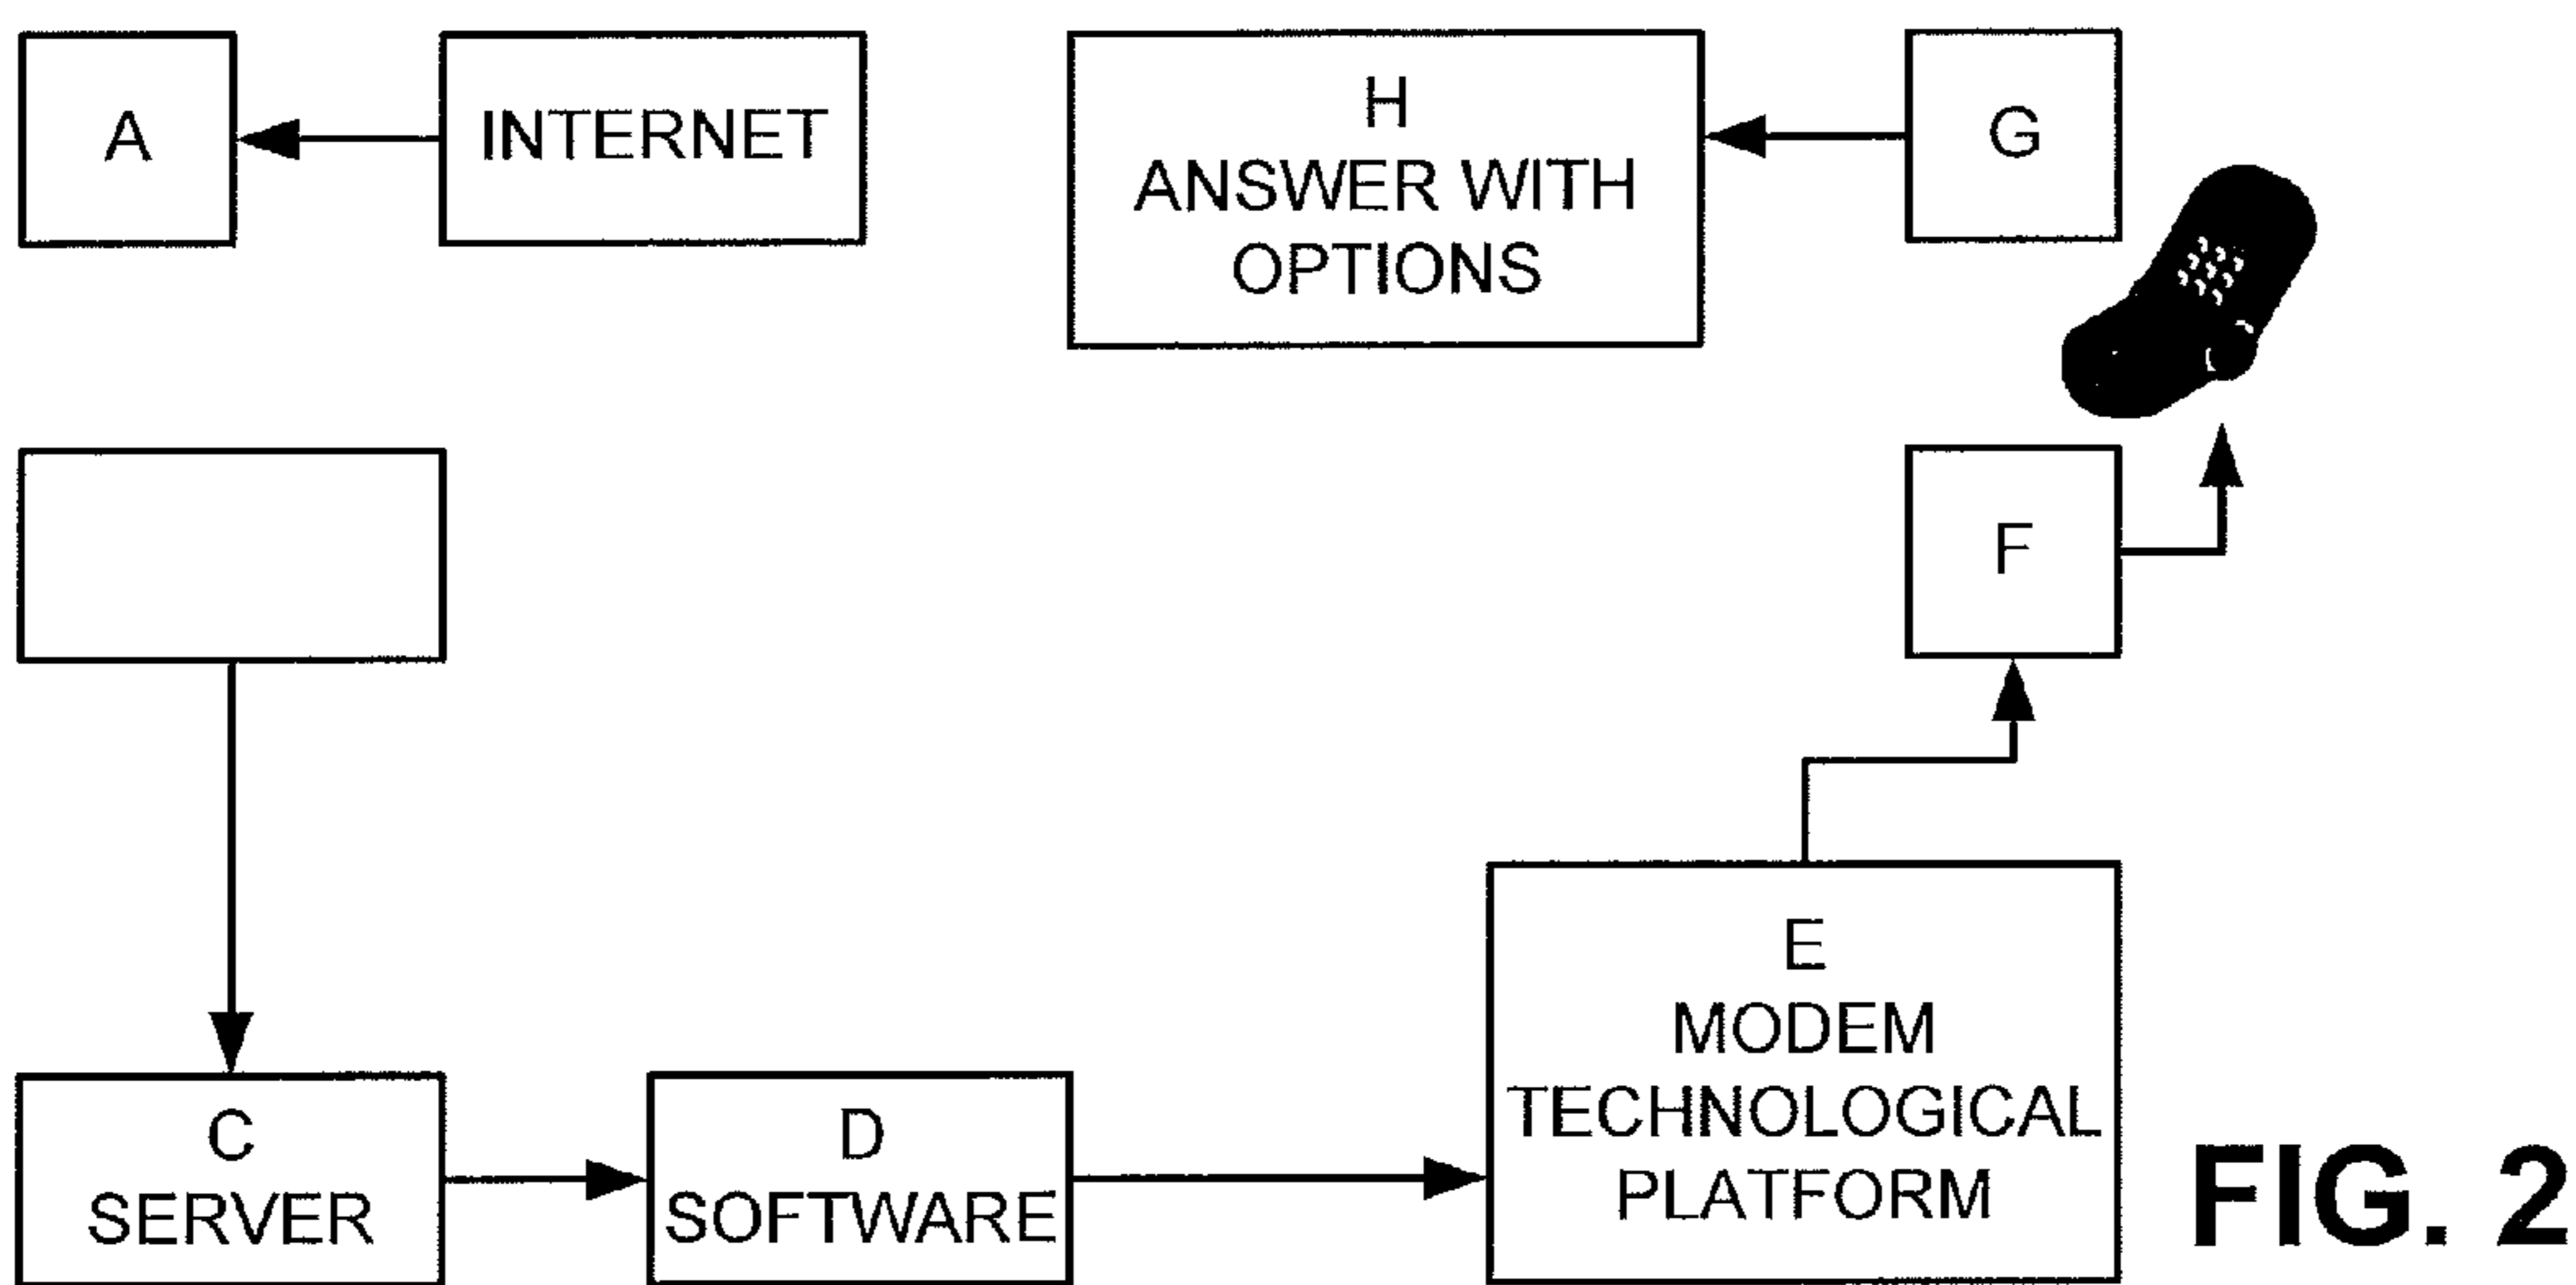 A
INTERNET
H
ANSWER WITH
OPTIONS
G
F
E
MODEM
TECHNOLOGICAL
PLATFORM
C
SERVER
D
SOFTWARE
FIG. 2